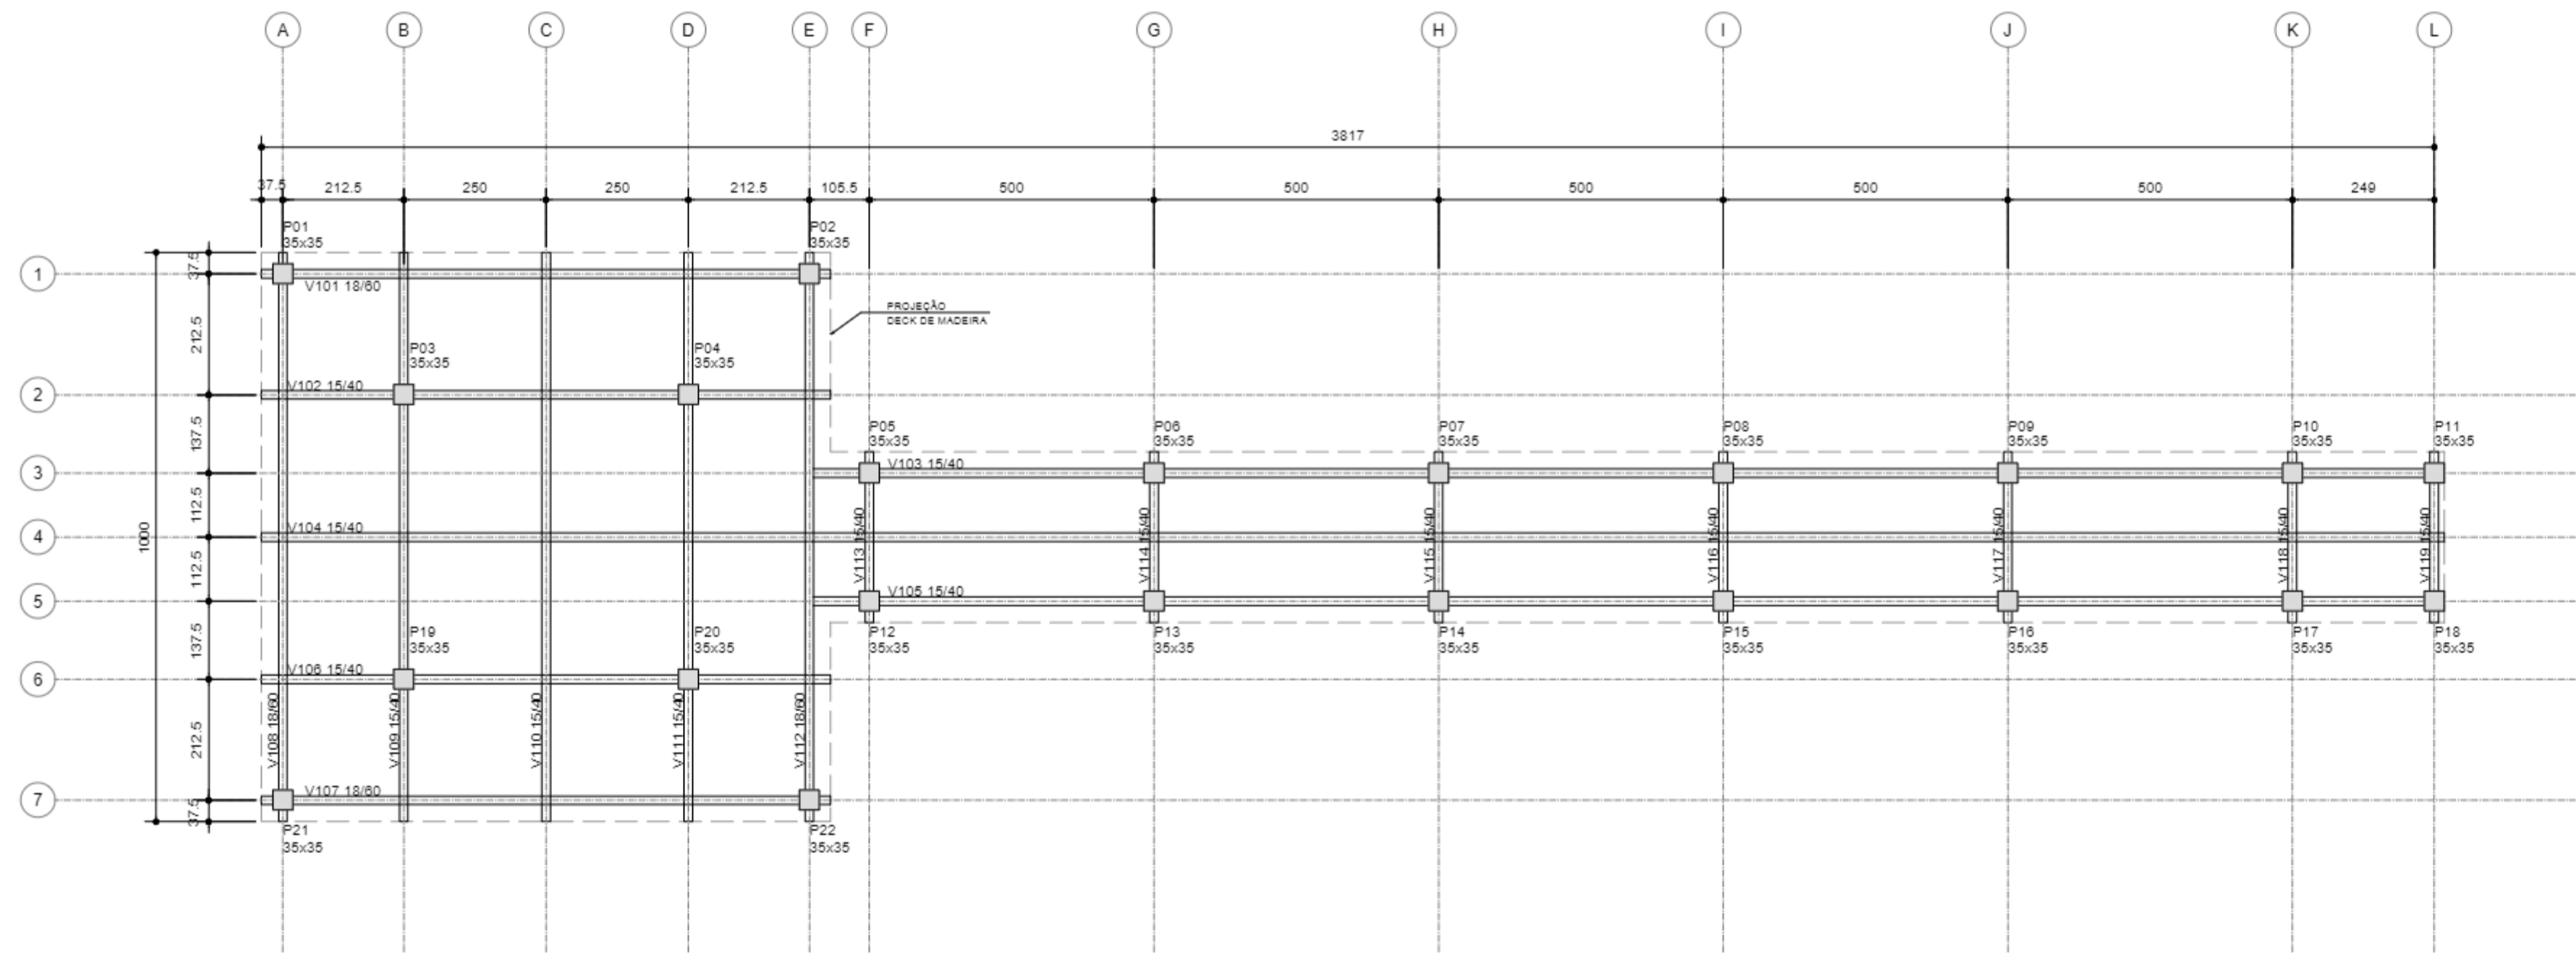 A B C D E F G H I J K L
3817
37.5 212.5 250 250 212.5 105.5 500 500 500 500 500 249
P01
35x35
P02
35x35
37.5
1
V101 18/60
PROJEÇÃO
DECK DE MADEIRA
212.5
P03
35x35
P04
35x35
2
V102 15/40
137.5
P05
35x35
P06
35x35
P07
35x35
P08
35x35
P09
35x35
P10
35x35
P11
35x35
3
V103 15/40
112.5
1000
4
V104 15/40
V113 15/40
V114 15/40
V115 15/40
V116 15/40
V117 15/40
V118 15/40
V119 15/40
112.5
5
V105 15/40
P12
35x35
P13
35x35
P14
35x35
P15
35x35
P16
35x35
P17
35x35
P18
35x35
137.5
P19
35x35
P20
35x35
6
V106 15/40
212.5
V108 18/60
V109 15/40
V110 15/40
V111 15/40
V112 18/60
7
V107 18/60
37.5
P21
35x35
P22
35x35